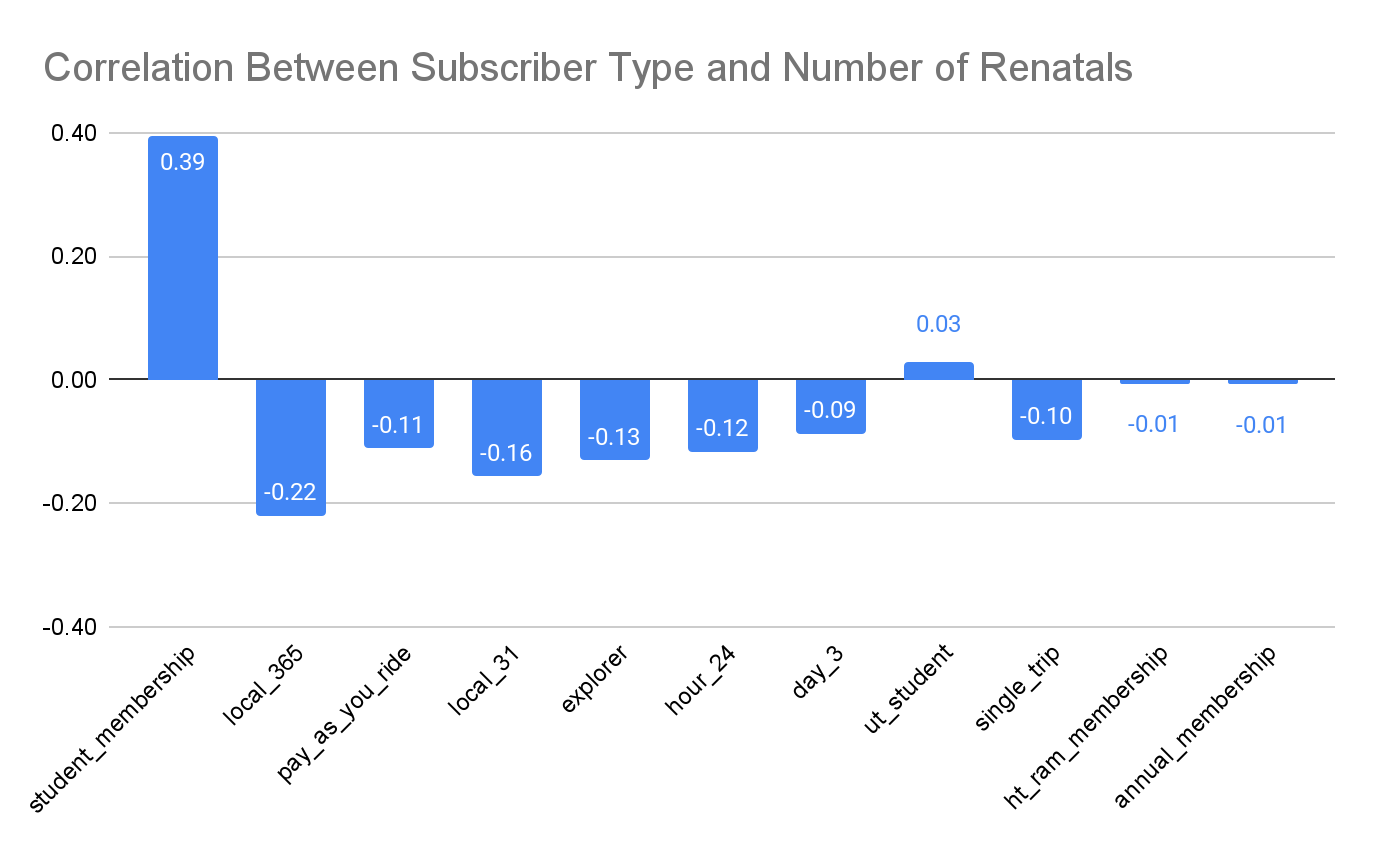 Correlation Between Subscriber Type and Number of Renatals
0.40
0.20
0.00
-0.20
-0.40
0.39
-0.22
-0.11
-0.16
-0.13
-0.12
-0.09
0.03
-0.10
-0.01
-0.01
student_membership
local_365
pay_as_you_ride
local_31
explorer
hour_24
day_3
ut_student
single_trip
ht_ram_membership
annual_membership